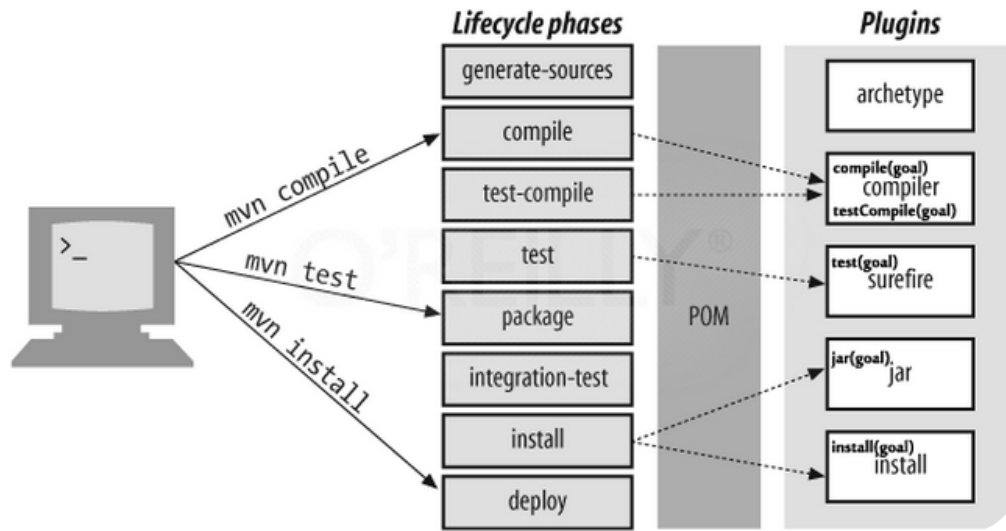 Lifecycle phases
Plugins
generate-sources
compile
test-compile
test
package
integration-test
install
deploy
mvn compile
mvn test
mvn install
>_
O'REILLY®
POM
archetype
compile(goal)
compiler
testCompile(goal)
test(goal)
surefire
jar(goal)
jar
install(goal)
install